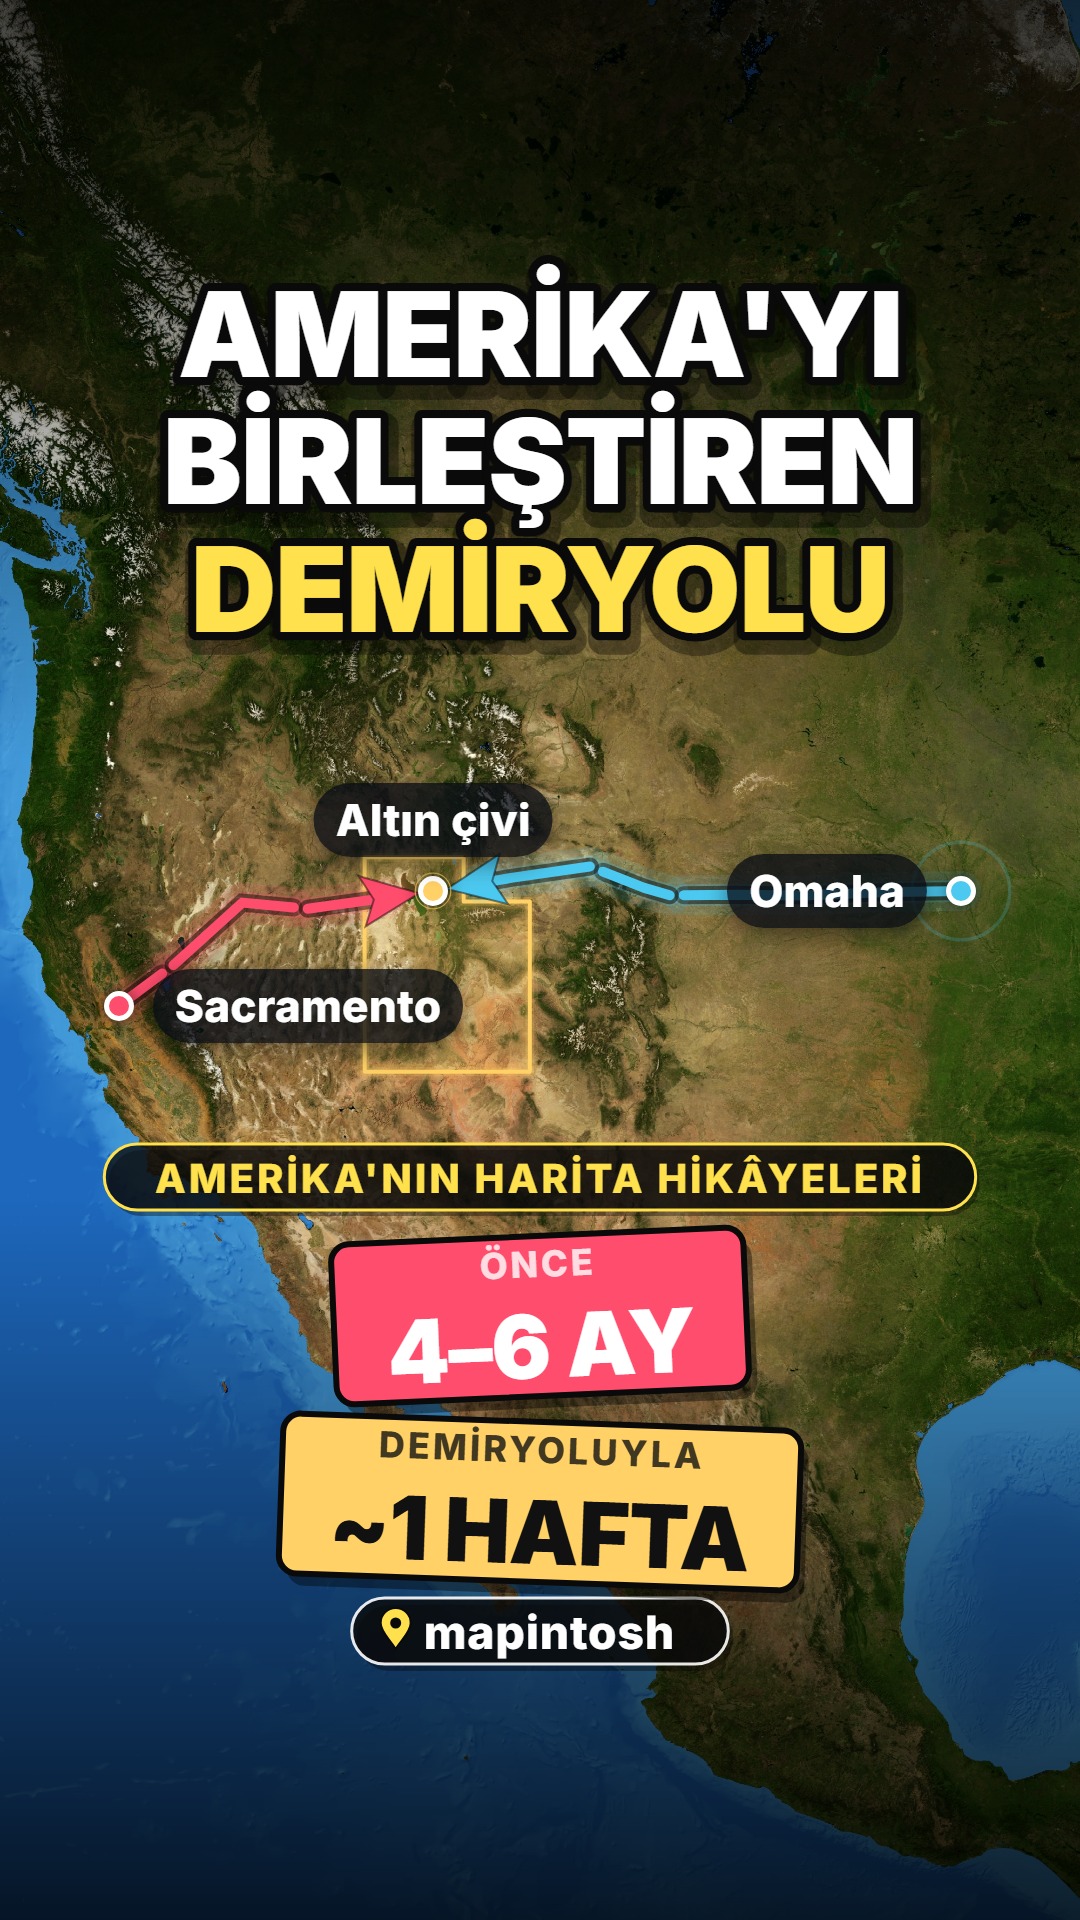 AMERİKA'YI
BİRLEŞTİREN
DEMİRYOLU
Altın çivi
Omaha
Sacramento
AMERİKA'NIN HARİTA HİKÂYELERİ
ÖNCE
4–6 AY
DEMİRYOLUYLA
~1 HAFTA
mapintosh